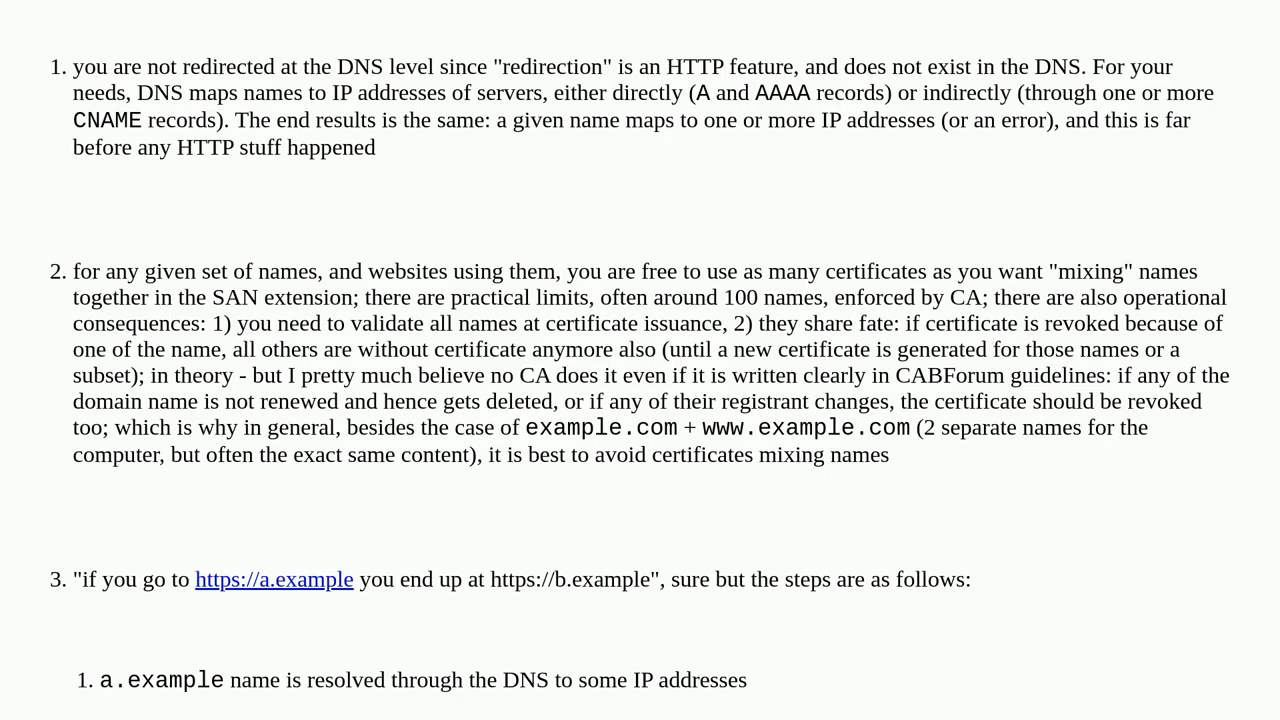 1. you are not redirected at the DNS level since "redirection" is an HTTP feature, and does not exist in the DNS. For your
needs, DNS maps names to IP addresses of servers, either directly (A and AAAA records) or indirectly (through one or more
CNAME records). The end results is the same: a given name maps to one or more IP addresses (or an error), and this is far
before any HTTP stuff happened
2. for any given set of names, and websites using them, you are free to use as many certificates as you want "mixing" names
together in the SAN extension; there are practical limits, often around 100 names, enforced by CA; there are also operational
consequences: 1) you need to validate all names at certificate issuance, 2) they share fate: if certificate is revoked because of
one of the name, all others are without certificate anymore also (until a new certificate is generated for those names or a
subset); in theory - but I pretty much believe no CA does it even if it is written clearly in CABForum guidelines: if any of the
domain name is not renewed and hence gets deleted, or if any of their registrant changes, the certificate should be revoked
too; which is why in general, besides the case of example.com + www.example.com (2 separate names for the
computer, but often the exact same content), it is best to avoid certificates mixing names
3. "if you go to https://a.example you end up at https://b.example", sure but the steps are as follows:
1. a.example name is resolved through the DNS to some IP addresses